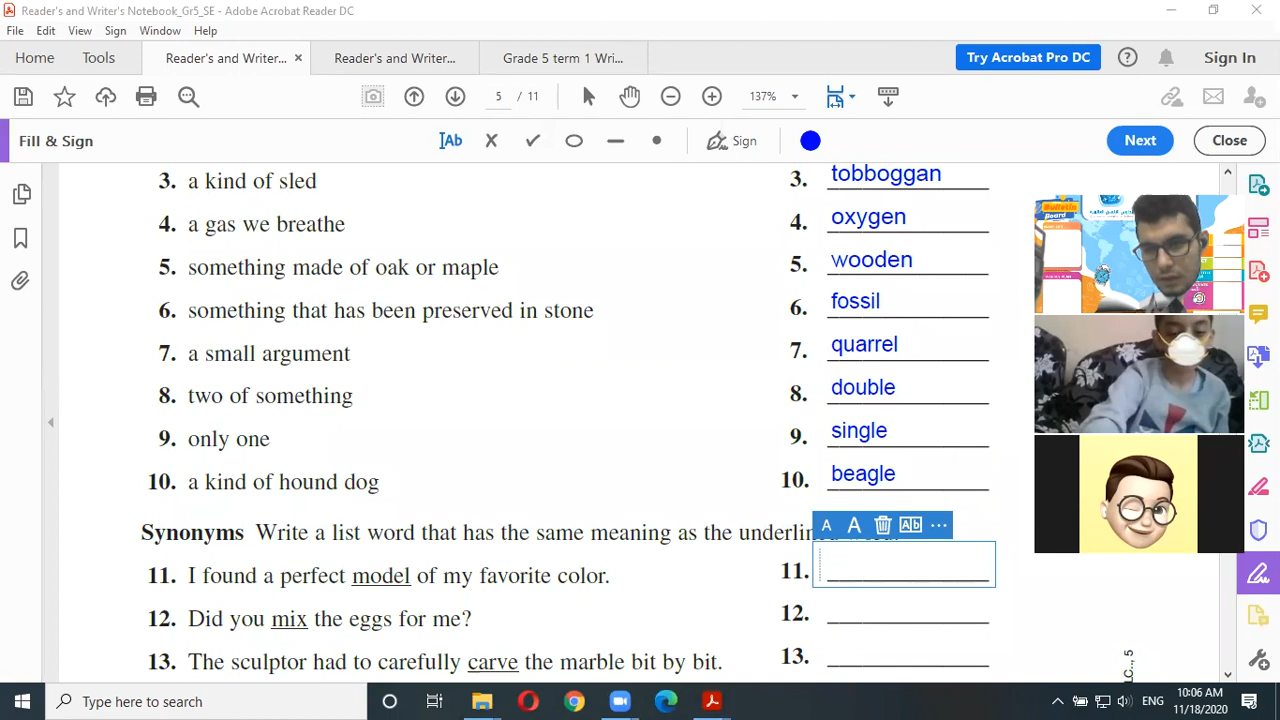 Reader's and Writer's Notebook_Gr5_SE - Adobe Acrobat Reader DC
File Edit View Sign Window Help
Home Tools Reader's and Writer... × Reader's and Writer... Grade 5 term 1 Wri... Try Acrobat Pro DC Sign In
5 / 11 137%
Fill & Sign Ab Sign Next Close
3. a kind of sled 3. tobboggan
4. a gas we breathe 4. oxygen
5. something made of oak or maple 5. wooden
6. something that has been preserved in stone 6. fossil
7. a small argument 7. quarrel
8. two of something 8. double
9. only one 9. single
10. a kind of hound dog 10. beagle
A A Ab ...
Synonyms Write a list word that has the same meaning as the underlined
11. I found a perfect model of my favorite color. 11.
12. Did you mix the eggs for me? 12.
13. The sculptor had to carefully carve the marble bit by bit. 13.
Bulletin
Board
Type here to search
ENG
10:06 AM
11/18/2020